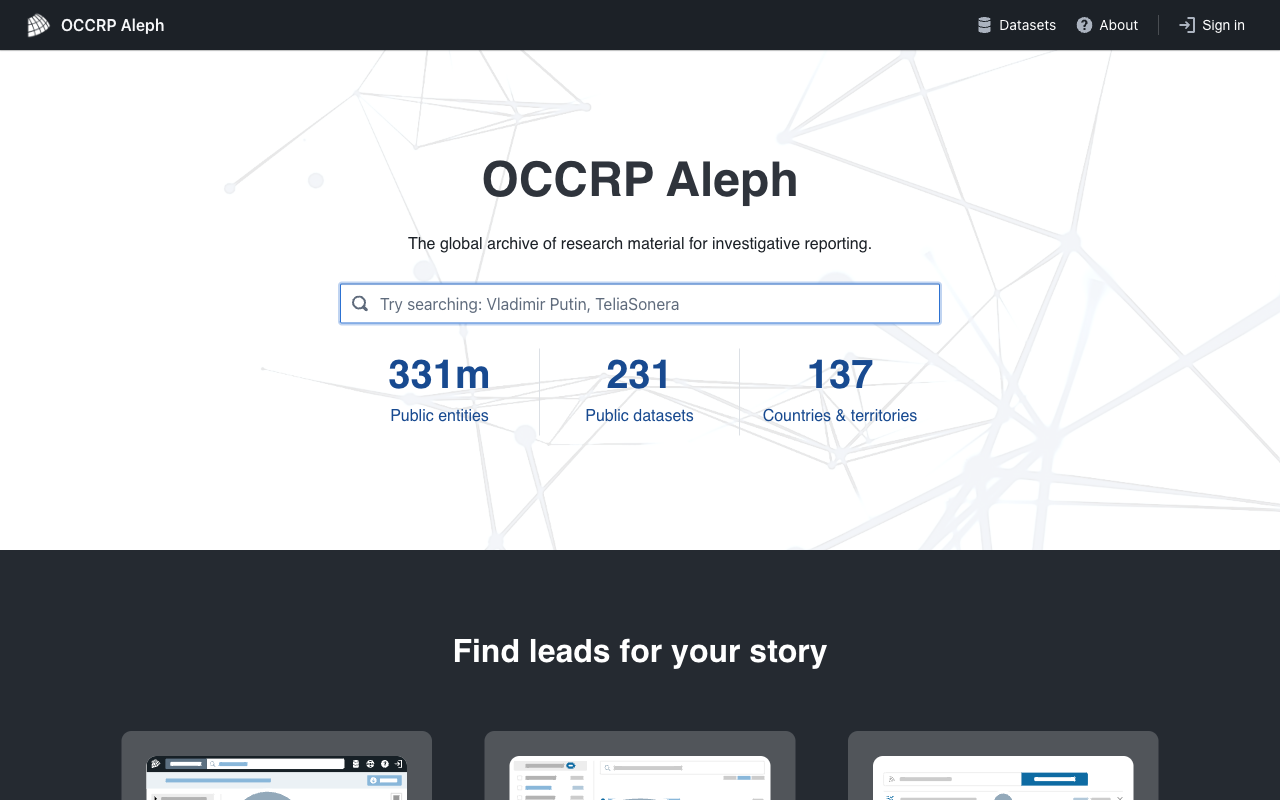 OCCRP Aleph
Datasets
About
Sign in
OCCRP Aleph
The global archive of research material for investigative reporting.
Try searching: Vladimir Putin, TeliaSonera
331m
Public entities
231
Public datasets
137
Countries & territories
Find leads for your story